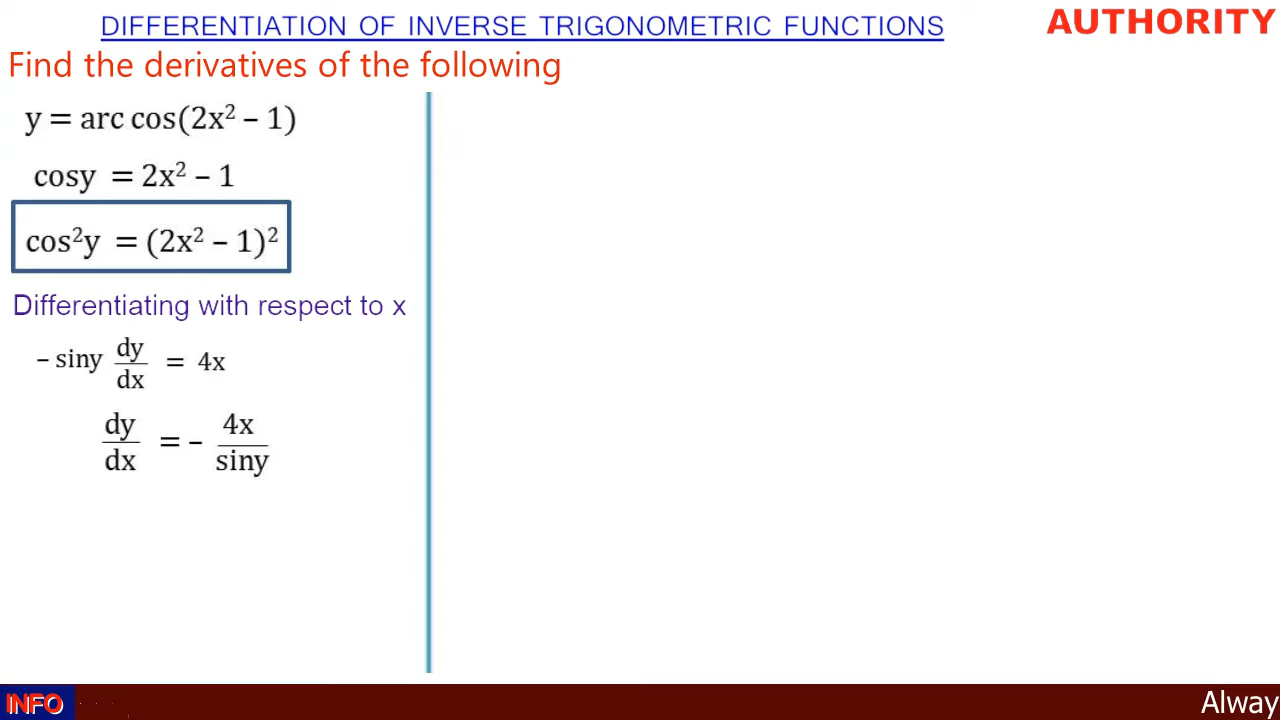 DIFFERENTIATION OF INVERSE TRIGONOMETRIC FUNCTIONS
AUTHORITY
Find the derivatives of the following
y = arc cos(2x² – 1)
cosy = 2x² – 1
cos²y = (2x² – 1)²
Differentiating with respect to x
– siny dy/dx = 4x
dy/dx = – 4x/siny
INFO
Alway